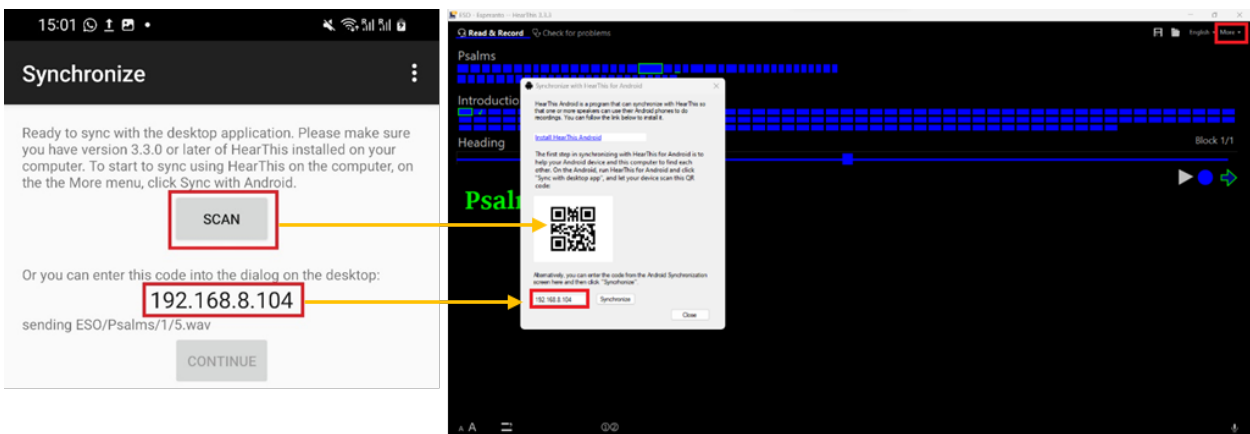 15:01
Synchronize
Ready to sync with the desktop application. Please make sure
you have version 3.3.0 or later of HearThis installed on your
computer. To start to sync using HearThis on the computer, on
the the More menu, click Sync with Android.
SCAN
Or you can enter this code into the dialog on the desktop:
192.168.8.104
sending ESO/Psalms/1/5.wav
CONTINUE
ESO - Esperanto -- HearThis 3.3.3
Read & Record
Check for problems
English
More
Psalms
Introductio
Heading
Block 1/1
Psalm
Synchronize with HearThis for Android
HearThis Android is a program that can synchronize with HearThis so
that one or more speakers can use their Android phones to do
recordings. You can follow the link below to install it.
Install HearThis Android
The first step in synchronizing with HearThis for Android is to
help your Android device and this computer to find each
other. On the Android, run HearThis for Android and click
"Sync with desktop app", and let your device scan this QR
code:
Alternatively, you can enter the code from the Android Synchronization
screen here and then click "Synchronize".
192.168.8.104
Synchronize
Close
A A
①②